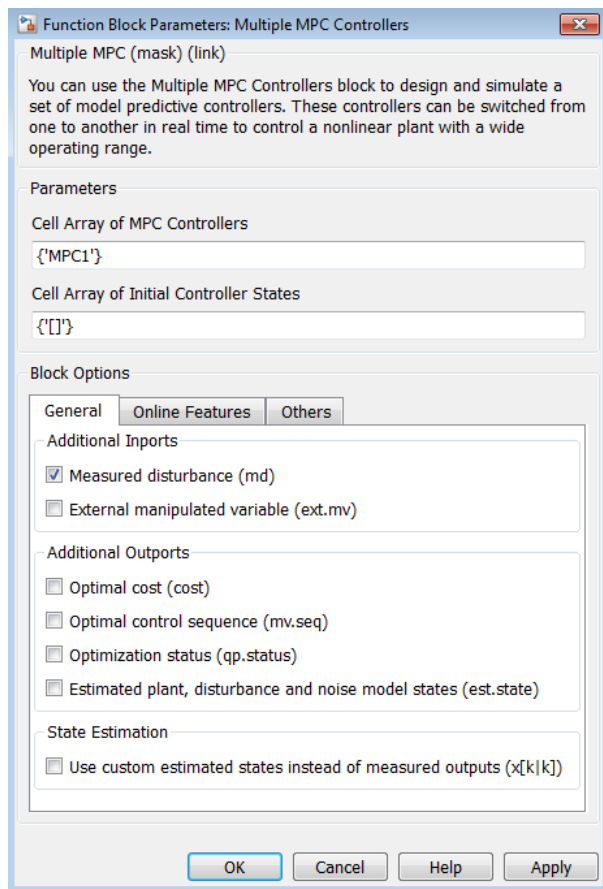 Function Block Parameters: Multiple MPC Controllers
Multiple MPC (mask) (link)
You can use the Multiple MPC Controllers block to design and simulate a
set of model predictive controllers. These controllers can be switched from
one to another in real time to control a nonlinear plant with a wide
operating range.
Parameters
Cell Array of MPC Controllers
{'MPC1'}
Cell Array of Initial Controller States
{'[]'}
Block Options
General Online Features Others
Additional Inports
Measured disturbance (md)
External manipulated variable (ext.mv)
Additional Outports
Optimal cost (cost)
Optimal control sequence (mv.seq)
Optimization status (qp.status)
Estimated plant, disturbance and noise model states (est.state)
State Estimation
Use custom estimated states instead of measured outputs (x[k|k])
OK Cancel Help Apply